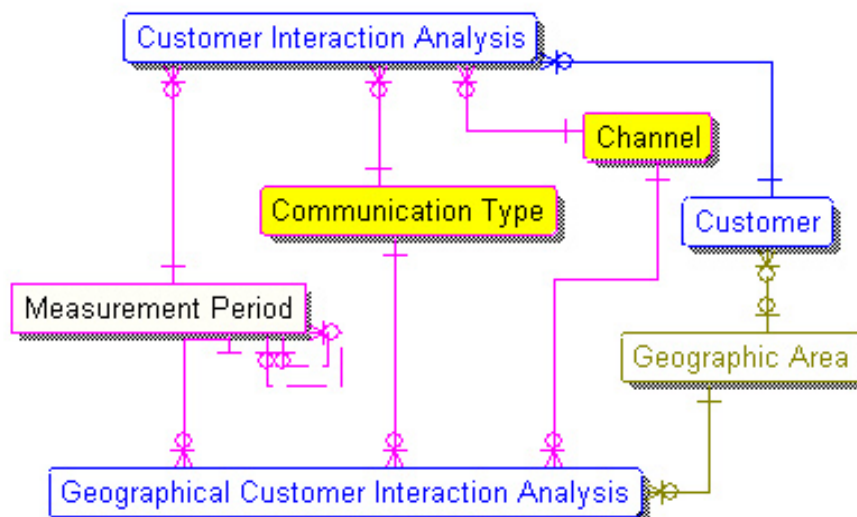 Customer Interaction Analysis
Channel
Communication Type
Customer
Measurement Period
Geographic Area
Geographical Customer Interaction Analysis